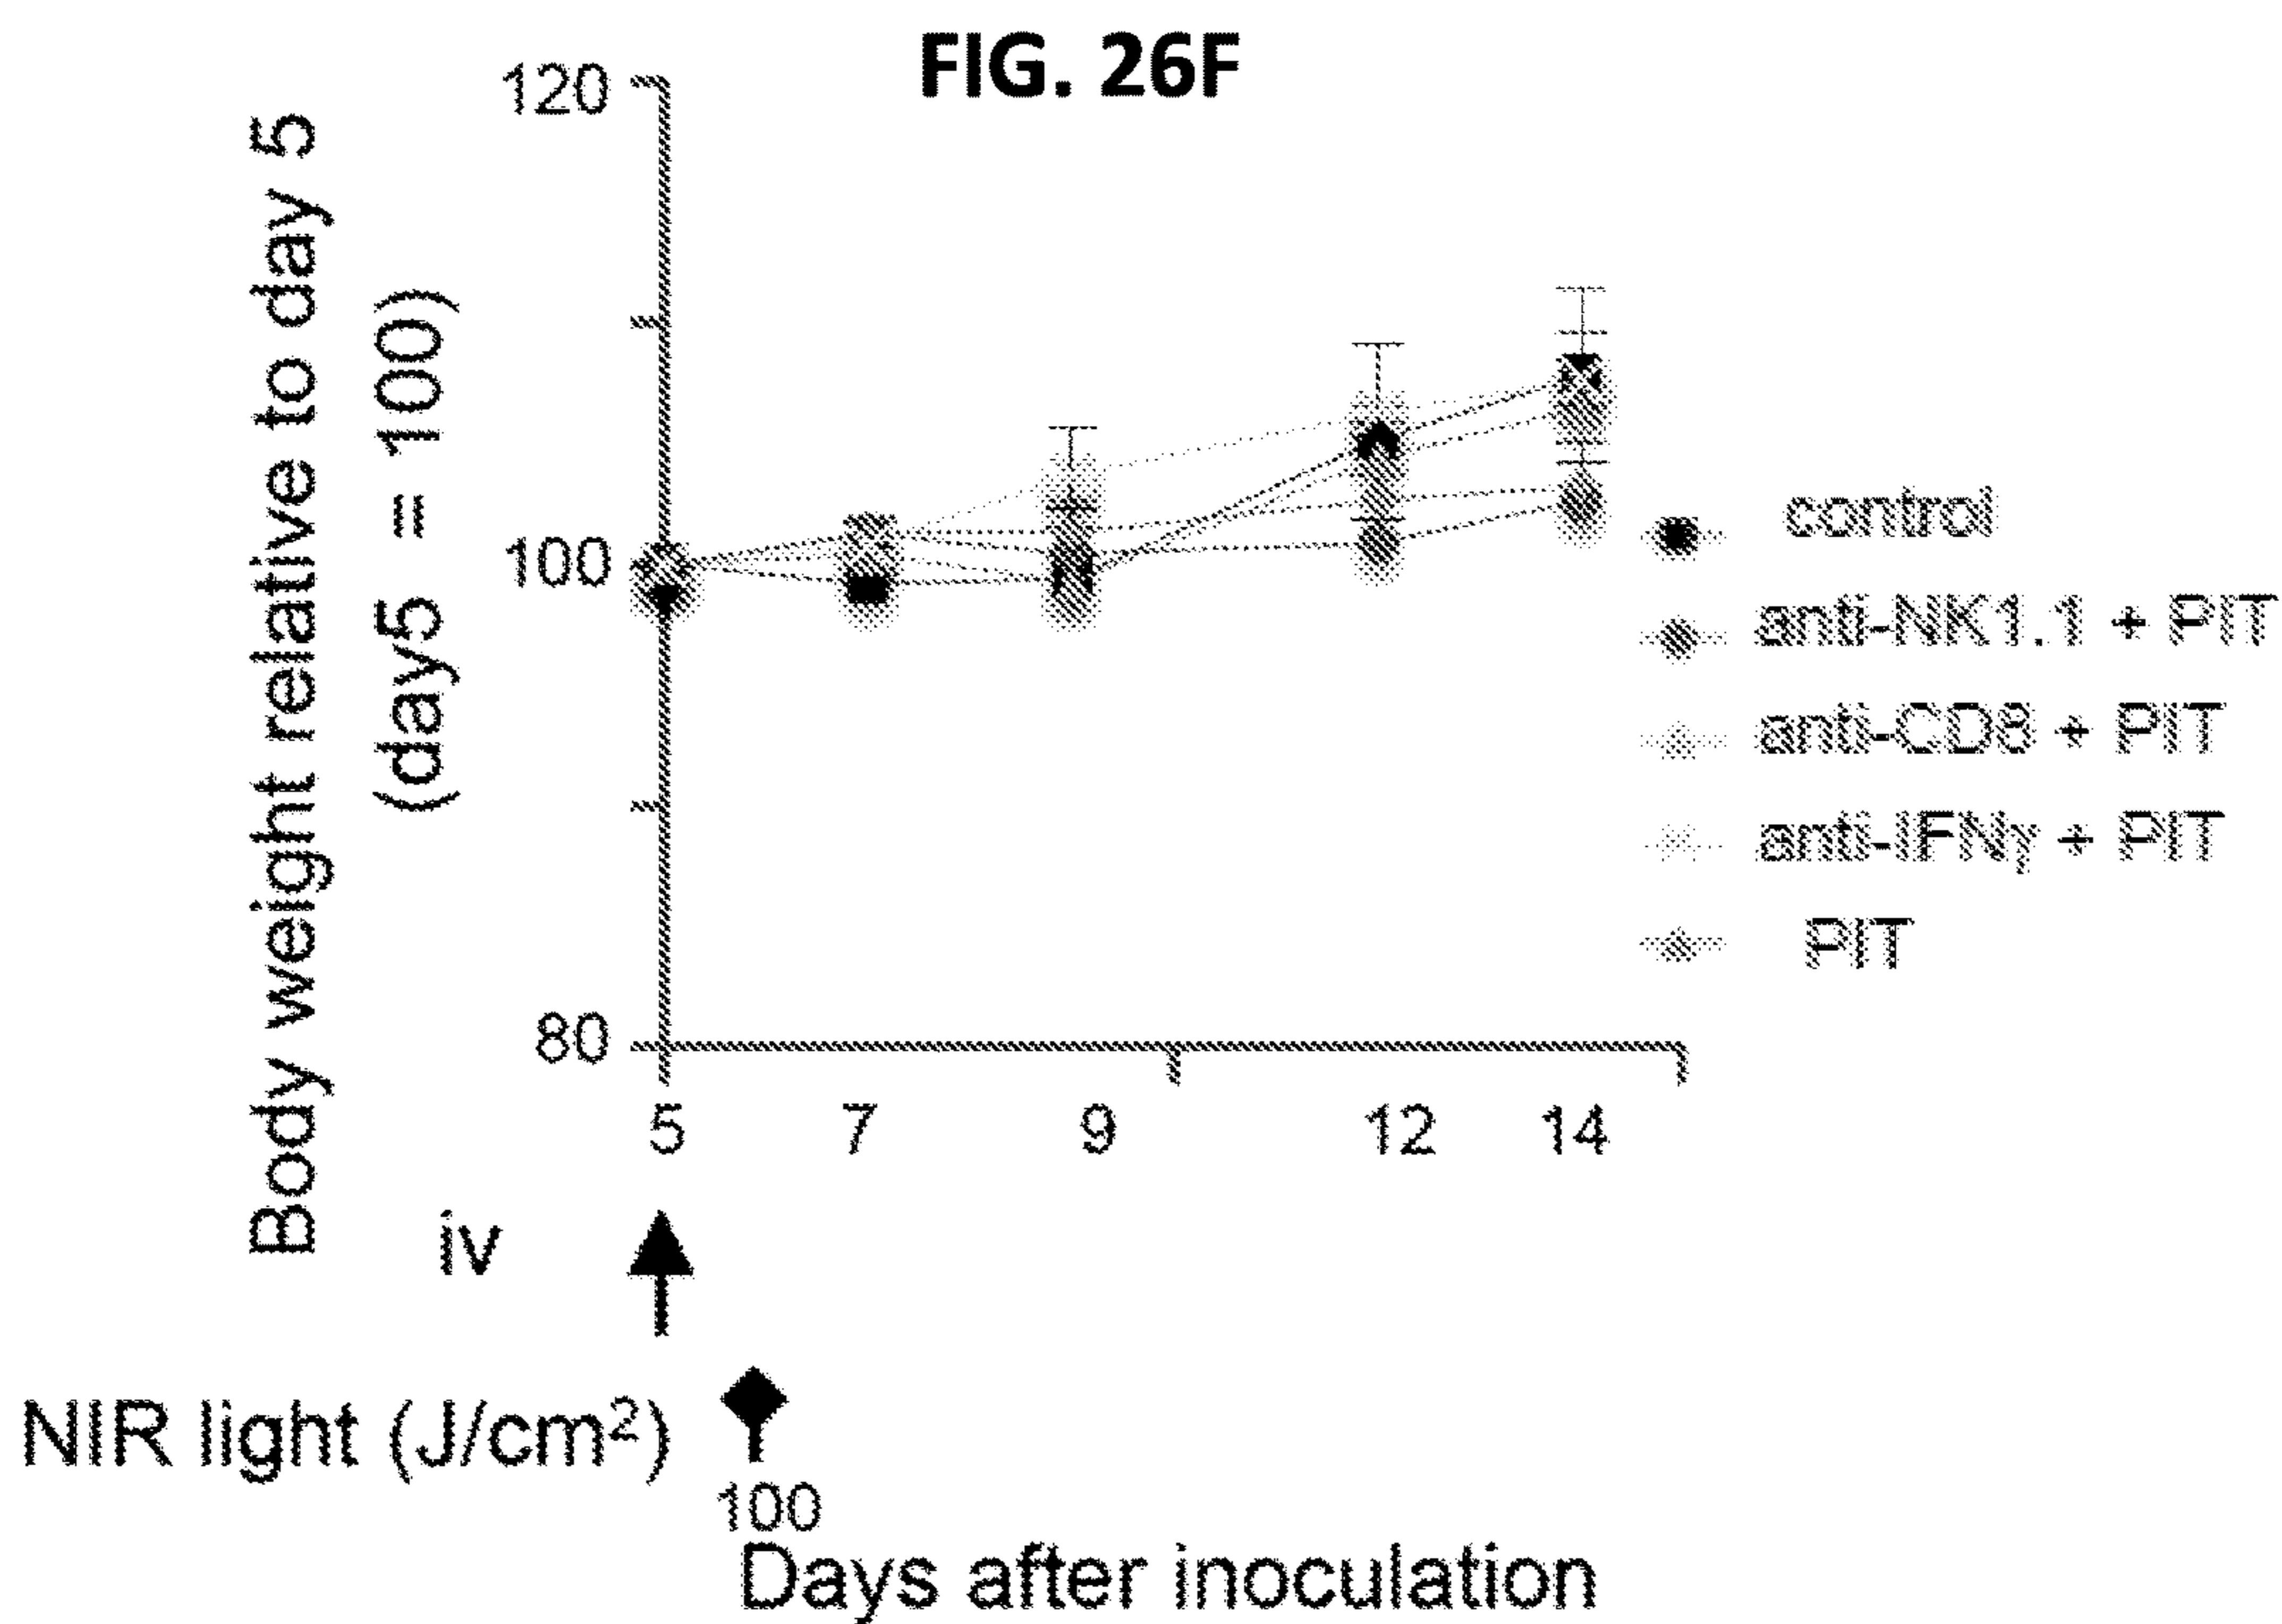 FIG. 26F
Body weight relative to day 5
(day5 = 100)
120
100
80
control
anti-NK1.1 + PIT
anti-CD8 + PIT
anti-IFNγ + PIT
PIT
5 7 9 12 14
iv
NIR light (J/cm²)
100
Days after inoculation